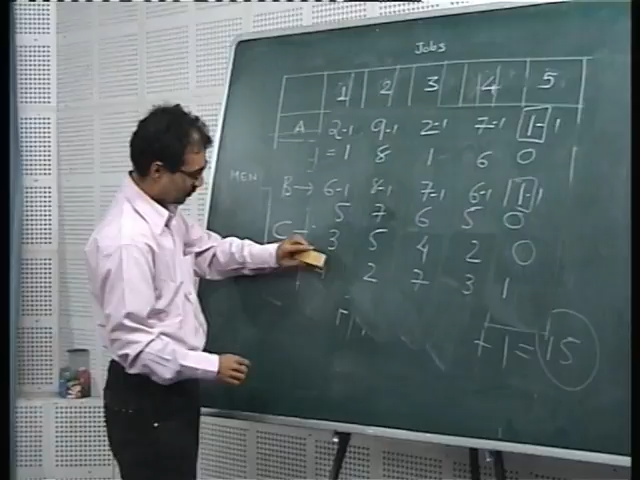 Jobs
1 2 3 4 5
A 2-1 9-1 2-1 7-1 1-1
= 1 8 1 6 0
MEN
B → 6-1 8-1 7-1 6-1 1-1
5 7 6 5 0
C 3 5 4 2 0
2 7 3 1
+1=15